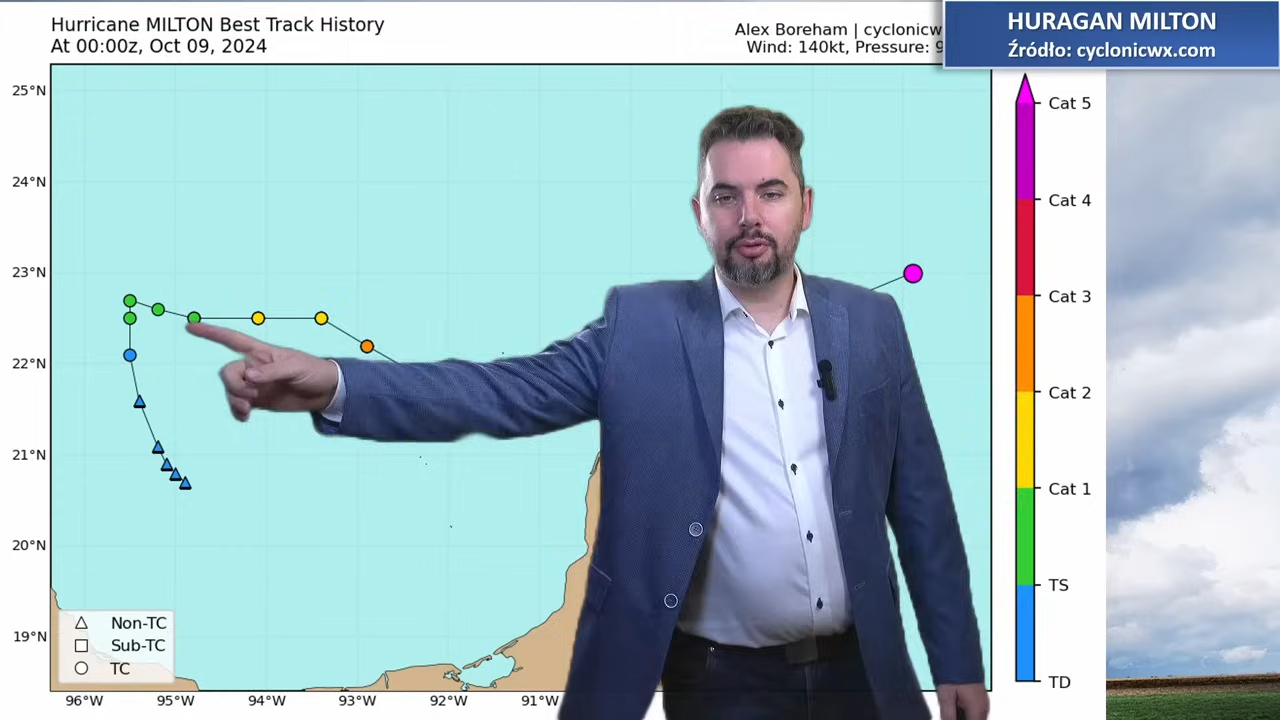 Hurricane MILTON Best Track History
At 00:00z, Oct 09, 2024
Alex Boreham |
Wind: 140kt, Pressure:
HURAGAN MILTON
Źródło: cyclonicwx.com
25°N
24°N
23°N
22°N
21°N
20°N
19°N
96°W
95°W
94°W
93°W
92°W
91°W
Non-TC
Sub-TC
TC
Cat 5
Cat 4
Cat 3
Cat 2
Cat 1
TS
TD